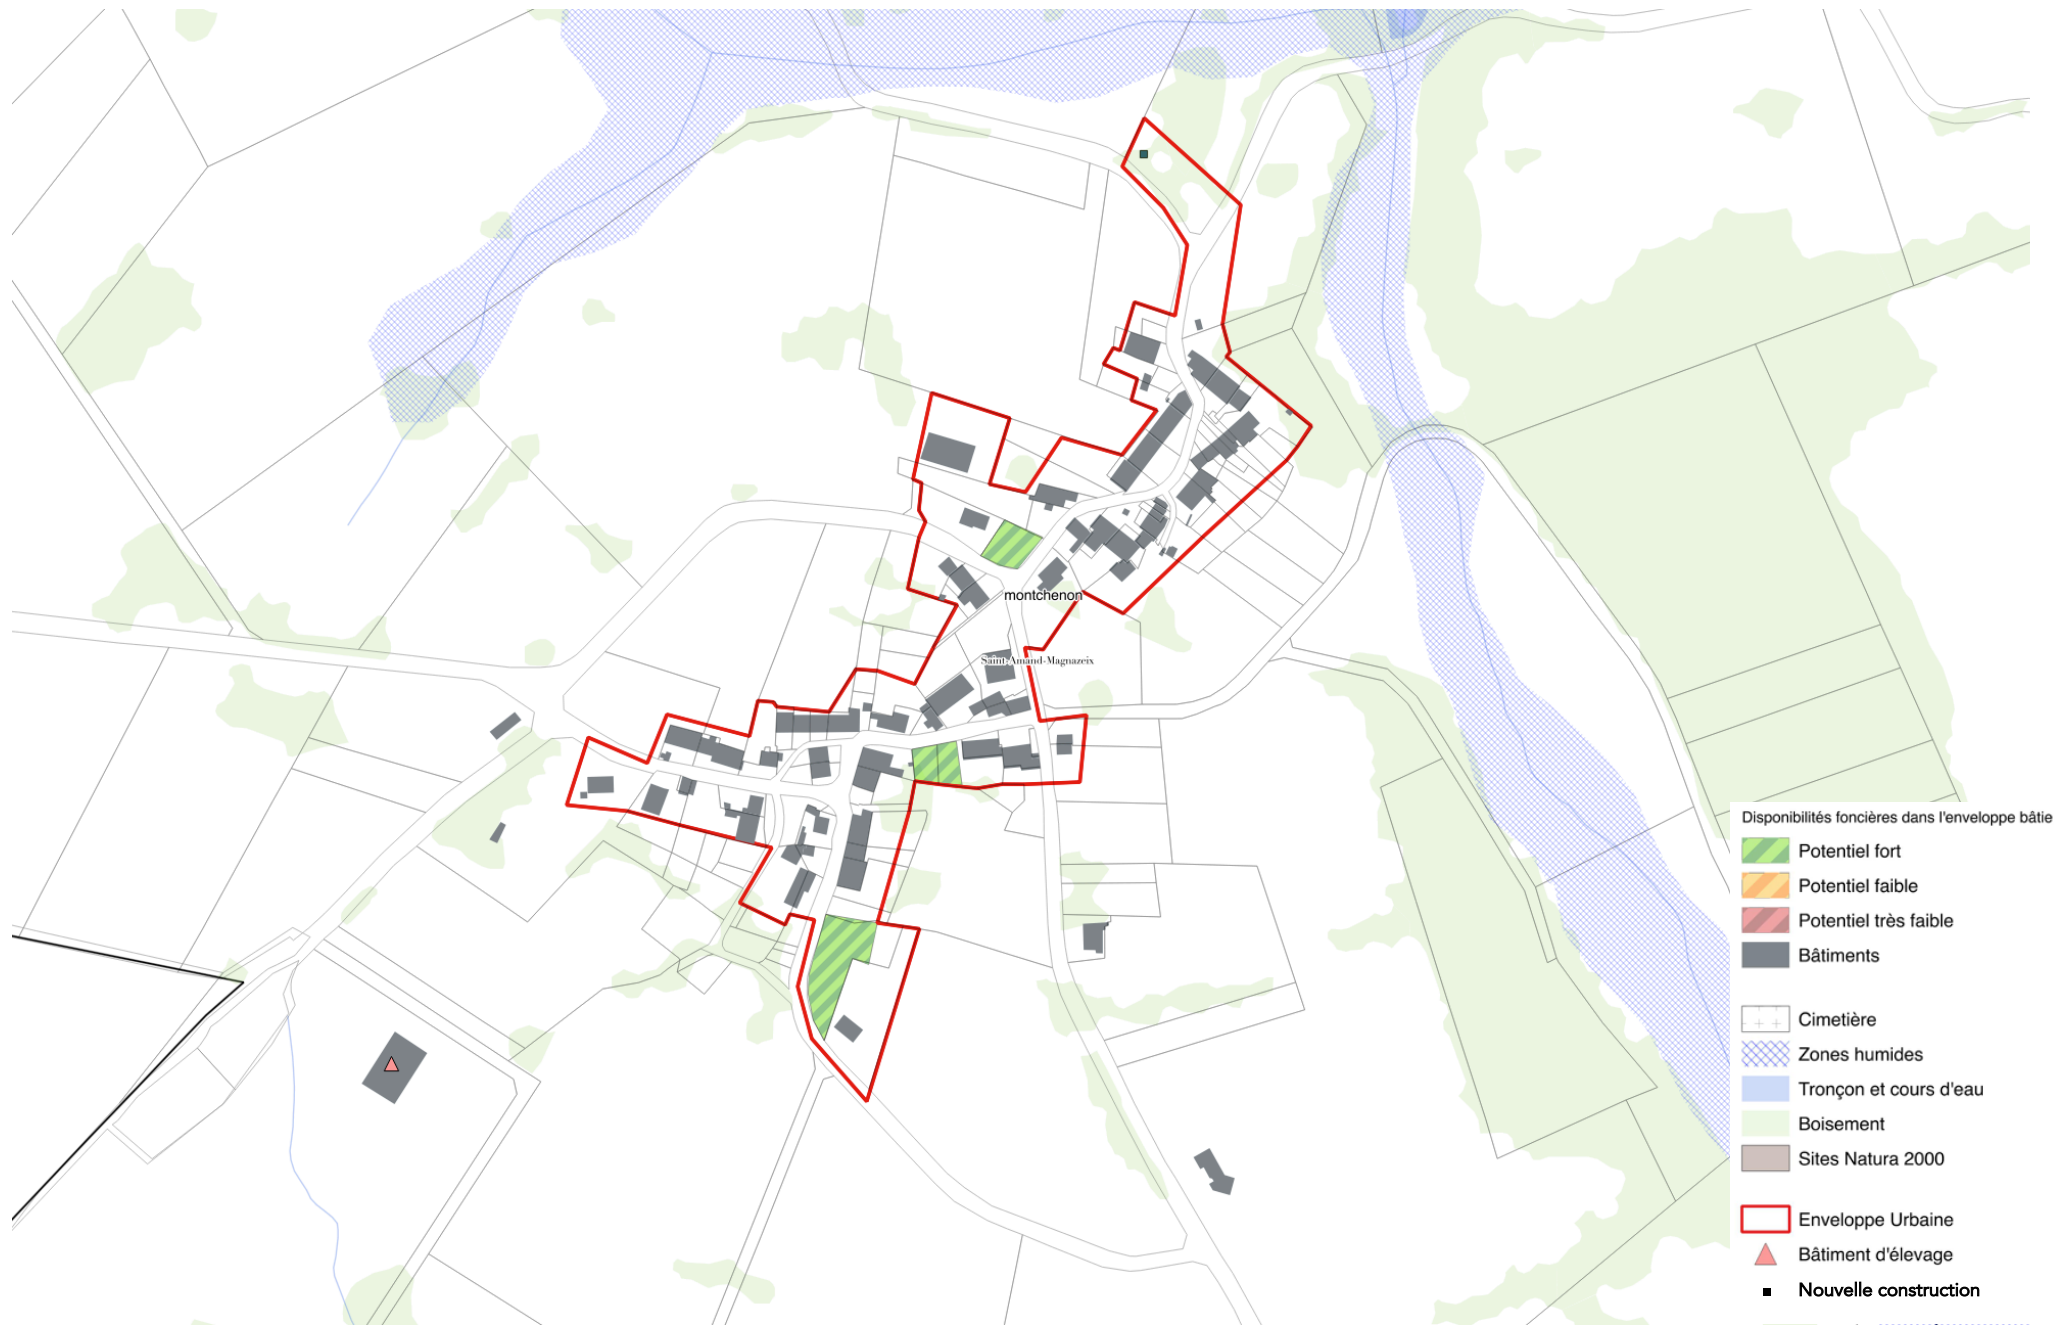 montchenon
Saint-Amand-Magnazeix
Disponibilités foncières dans l'enveloppe bâtie
Potentiel fort
Potentiel faible
Potentiel très faible
Bâtiments
Cimetière
Zones humides
Tronçon et cours d'eau
Boisement
Sites Natura 2000
Enveloppe Urbaine
Bâtiment d'élevage
Nouvelle construction